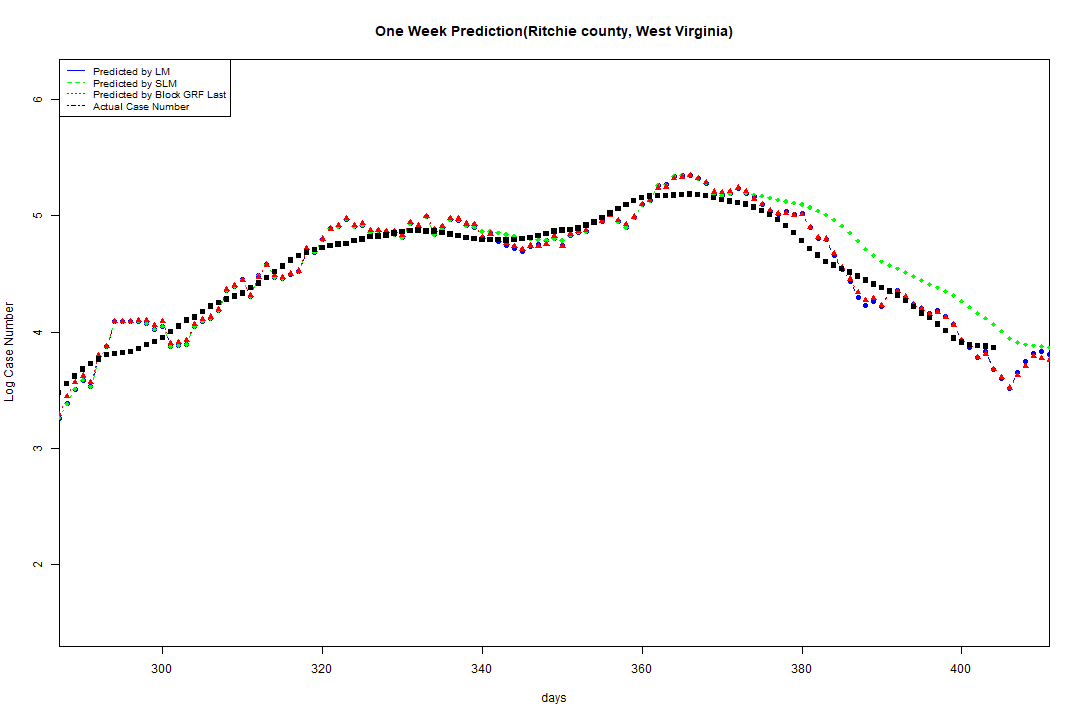 One Week Prediction(Ritchie county, West Virginia)
Predicted by LM
Predicted by SLM
Predicted by Block GRF Last
Actual Case Number
6
5
4
3
2
Log Case Number
300 320 340 360 380 400
days